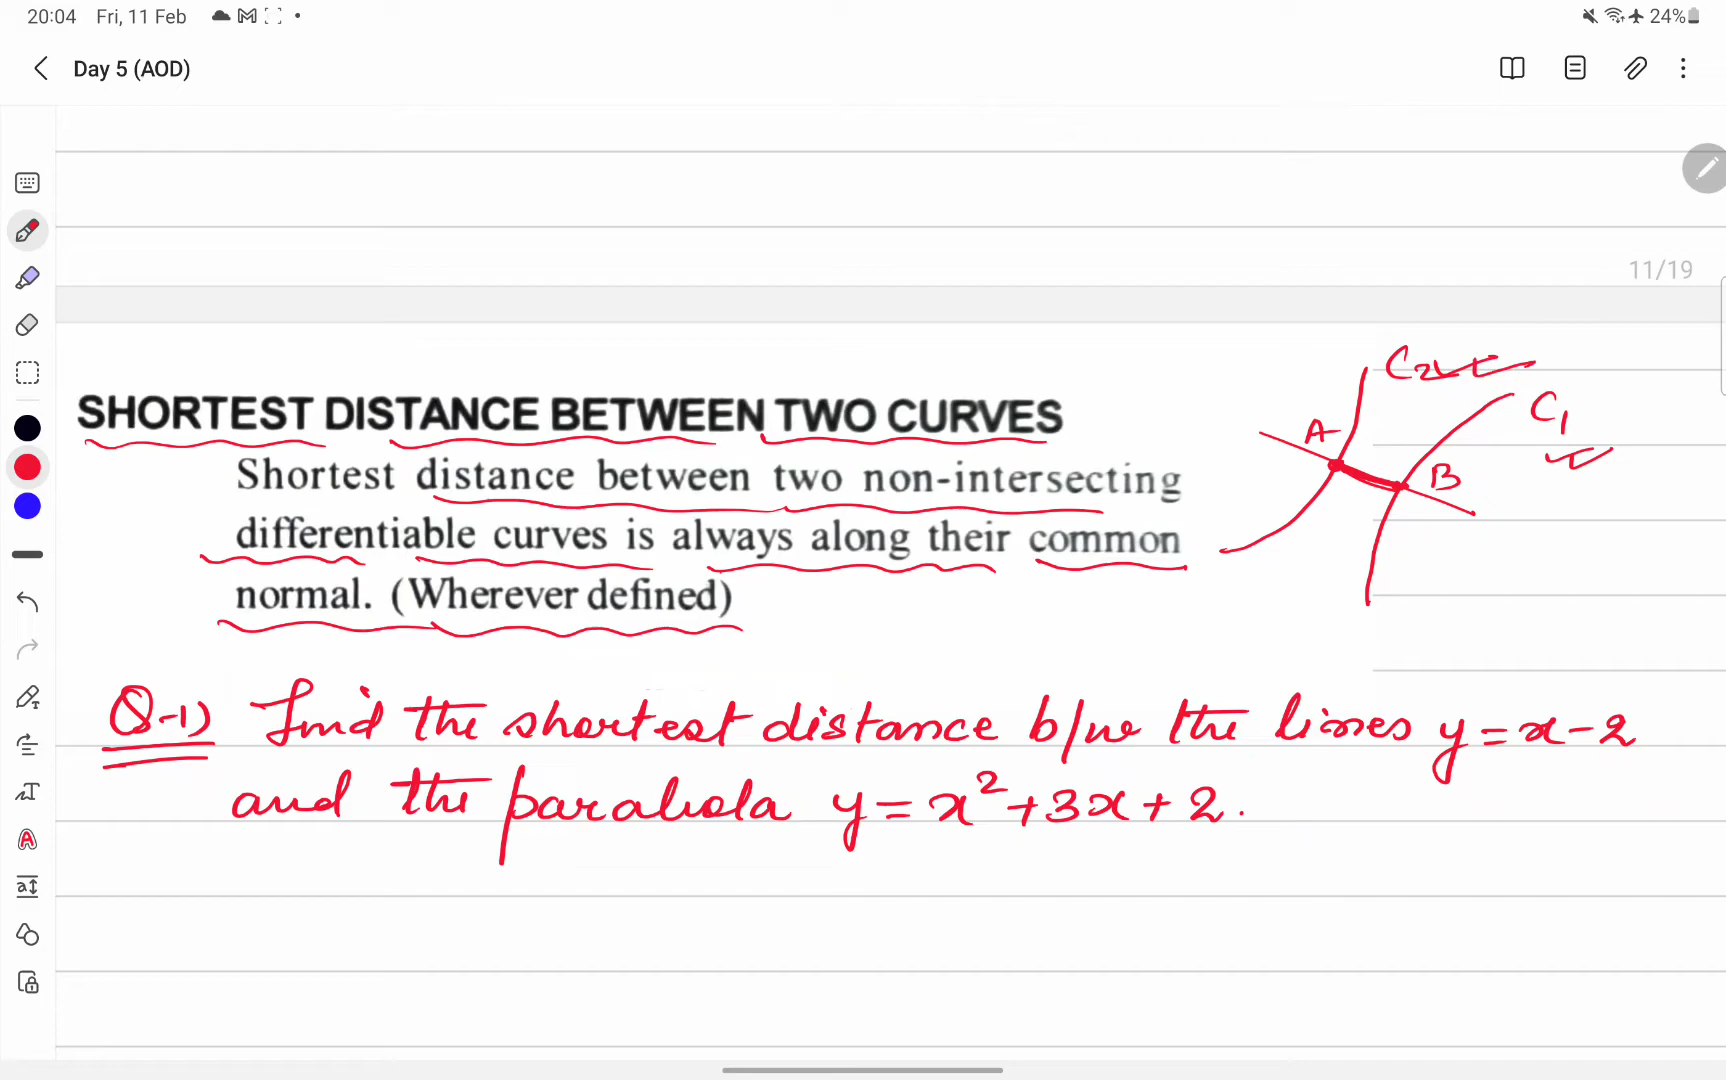 20:04 Fri, 11 Feb 24%
Day 5 (AOD)
11/19
SHORTEST DISTANCE BETWEEN TWO CURVES
Shortest distance between two non-intersecting
differentiable curves is always along their common
normal. (Wherever defined)
C2
C1
A
B
Q-1) Find the shortest distance b/w the lines y=x-2
and the parabola y=x²+3x+2.